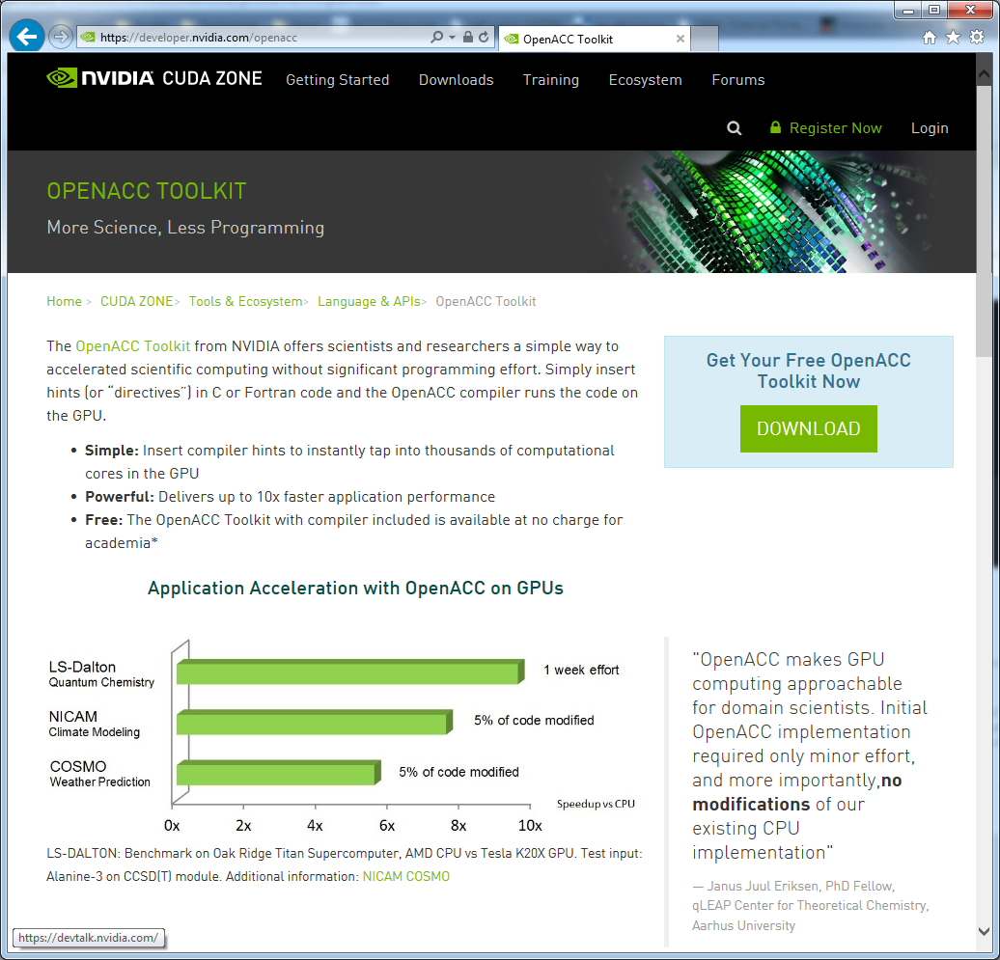 https://developer.nvidia.com/openacc
OpenACC Toolkit
NVIDIA CUDA ZONE Getting Started Downloads Training Ecosystem Forums
Register Now Login
OPENACC TOOLKIT
More Science, Less Programming
Home > CUDA ZONE> Tools & Ecosystem> Language & APIs> OpenACC Toolkit
The OpenACC Toolkit from NVIDIA offers scientists and researchers a simple way to
accelerated scientific computing without significant programming effort. Simply insert
hints (or “directives”) in C or Fortran code and the OpenACC compiler runs the code on
the GPU.
• Simple: Insert compiler hints to instantly tap into thousands of computational
cores in the GPU
• Powerful: Delivers up to 10x faster application performance
• Free: The OpenACC Toolkit with compiler included is available at no charge for
academia*
Get Your Free OpenACC
Toolkit Now
DOWNLOAD
Application Acceleration with OpenACC on GPUs
LS-Dalton
Quantum Chemistry
1 week effort
NICAM
Climate Modeling
5% of code modified
COSMO
Weather Prediction
5% of code modified
Speedup vs CPU
0x 2x 4x 6x 8x 10x
LS-DALTON: Benchmark on Oak Ridge Titan Supercomputer, AMD CPU vs Tesla K20X GPU. Test input:
Alanine-3 on CCSD(T) module. Additional information: NICAM COSMO
"OpenACC makes GPU
computing approachable
for domain scientists. Initial
OpenACC implementation
required only minor effort,
and more importantly,no
modifications of our
existing CPU
implementation"
— Janus Juul Eriksen, PhD Fellow,
qLEAP Center for Theoretical Chemistry,
Aarhus University
https://devtalk.nvidia.com/